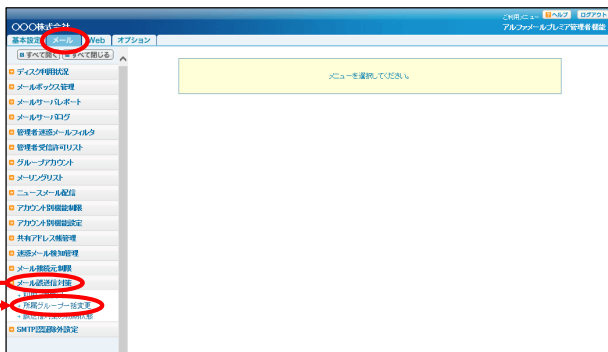 ご利用メニュー ヘルプ ログアウト
〇〇〇株式会社
アルファメールプレミア管理者機能
基本設定 メール Web オプション
すべて開く すべて閉じる
メニューを選択してください。
ディスク利用状況
メールボックス管理
メールサーバレポート
メールサーバログ
管理者迷惑メールフィルタ
管理者受信許可リスト
グループアカウント
メーリングリスト
ニュースメール配信
アカウント別機能制限
アカウント別機能設定
共有アドレス帳管理
迷惑メール検知管理
メール接続元制限
メール誤送信対策
所属グループ一括変更
SMTP認証除外設定